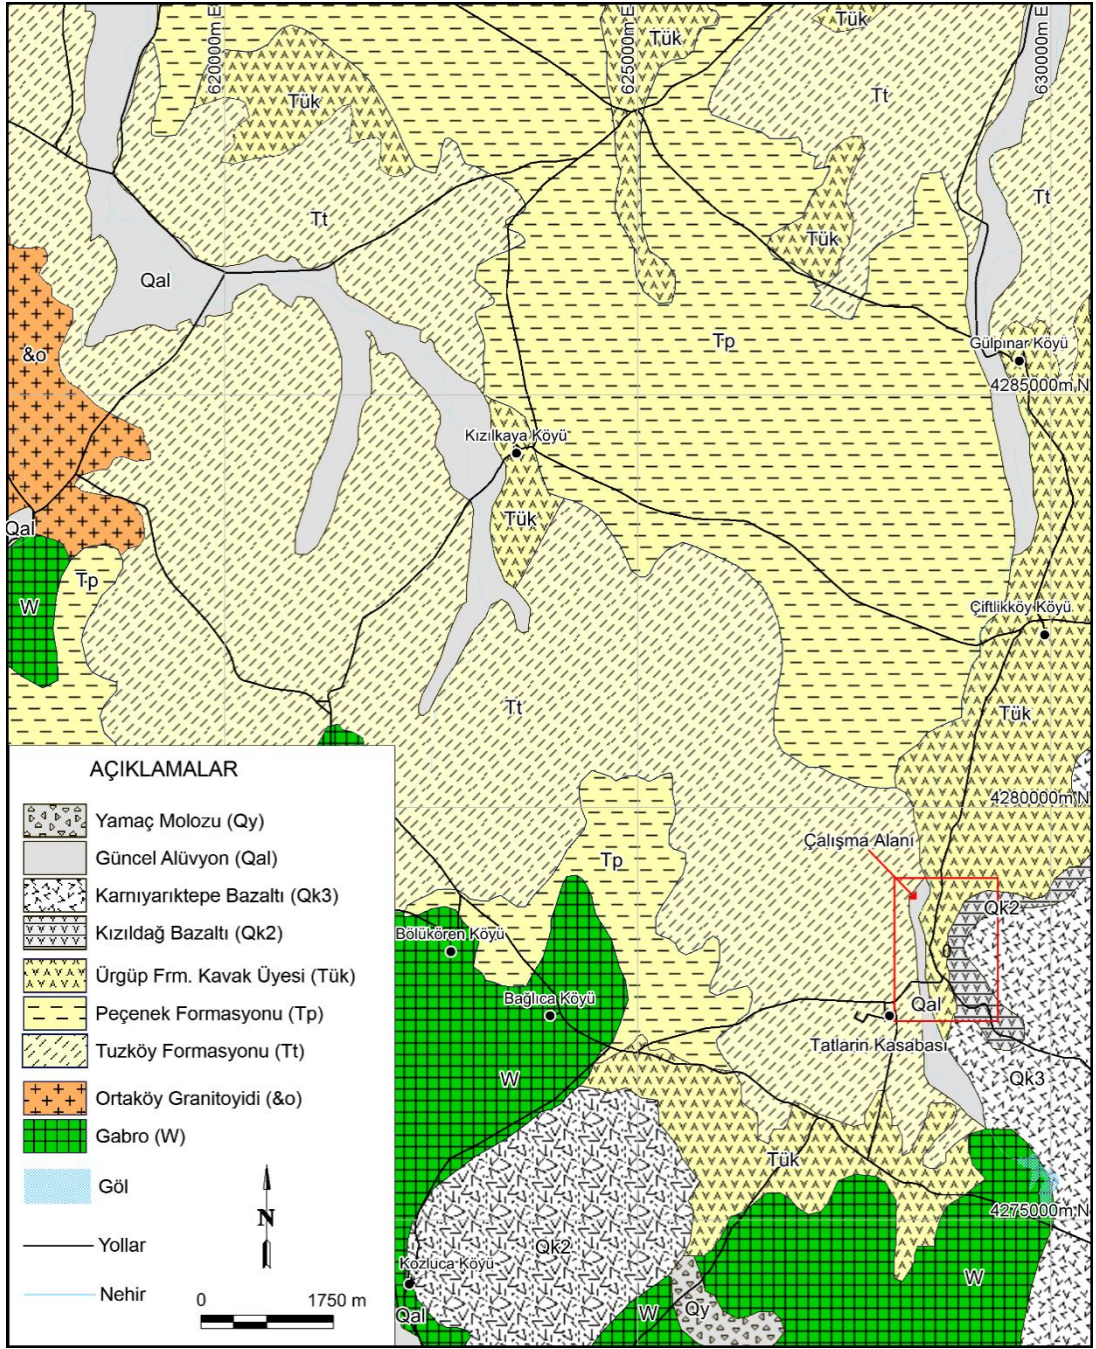 620000m E
625000m E
630000m E
Tük
Tük
Tük
Tt
Tt
Tt
Tük
Qal
Tp
&o
Gülpınar Köyü
4285000m N
Kızılkaya Köyü
Tük
Qal
Tp
W
Çiftlikköy Köyü
Tt
Tük
4280000m N
Çalışma Alanı
Tp
Qk2
Bölükören Köyü
Bağlıca Köyü
Qal
Tatlarin Kasabası
W
Qk3
Tük
4275000m N
Qk2
W
Kozluca Köyü
Qal
W
Qy
AÇIKLAMALAR
Yamaç Molozu (Qy)
Güncel Alüvyon (Qal)
Karnıyarıktepe Bazaltı (Qk3)
Kızıldağ Bazaltı (Qk2)
Ürgüp Frm. Kavak Üyesi (Tük)
Peçenek Formasyonu (Tp)
Tuzköy Formasyonu (Tt)
Ortaköy Granitoyidi (&o)
Gabro (W)
Göl
Yollar
Nehir
N
0 1750 m